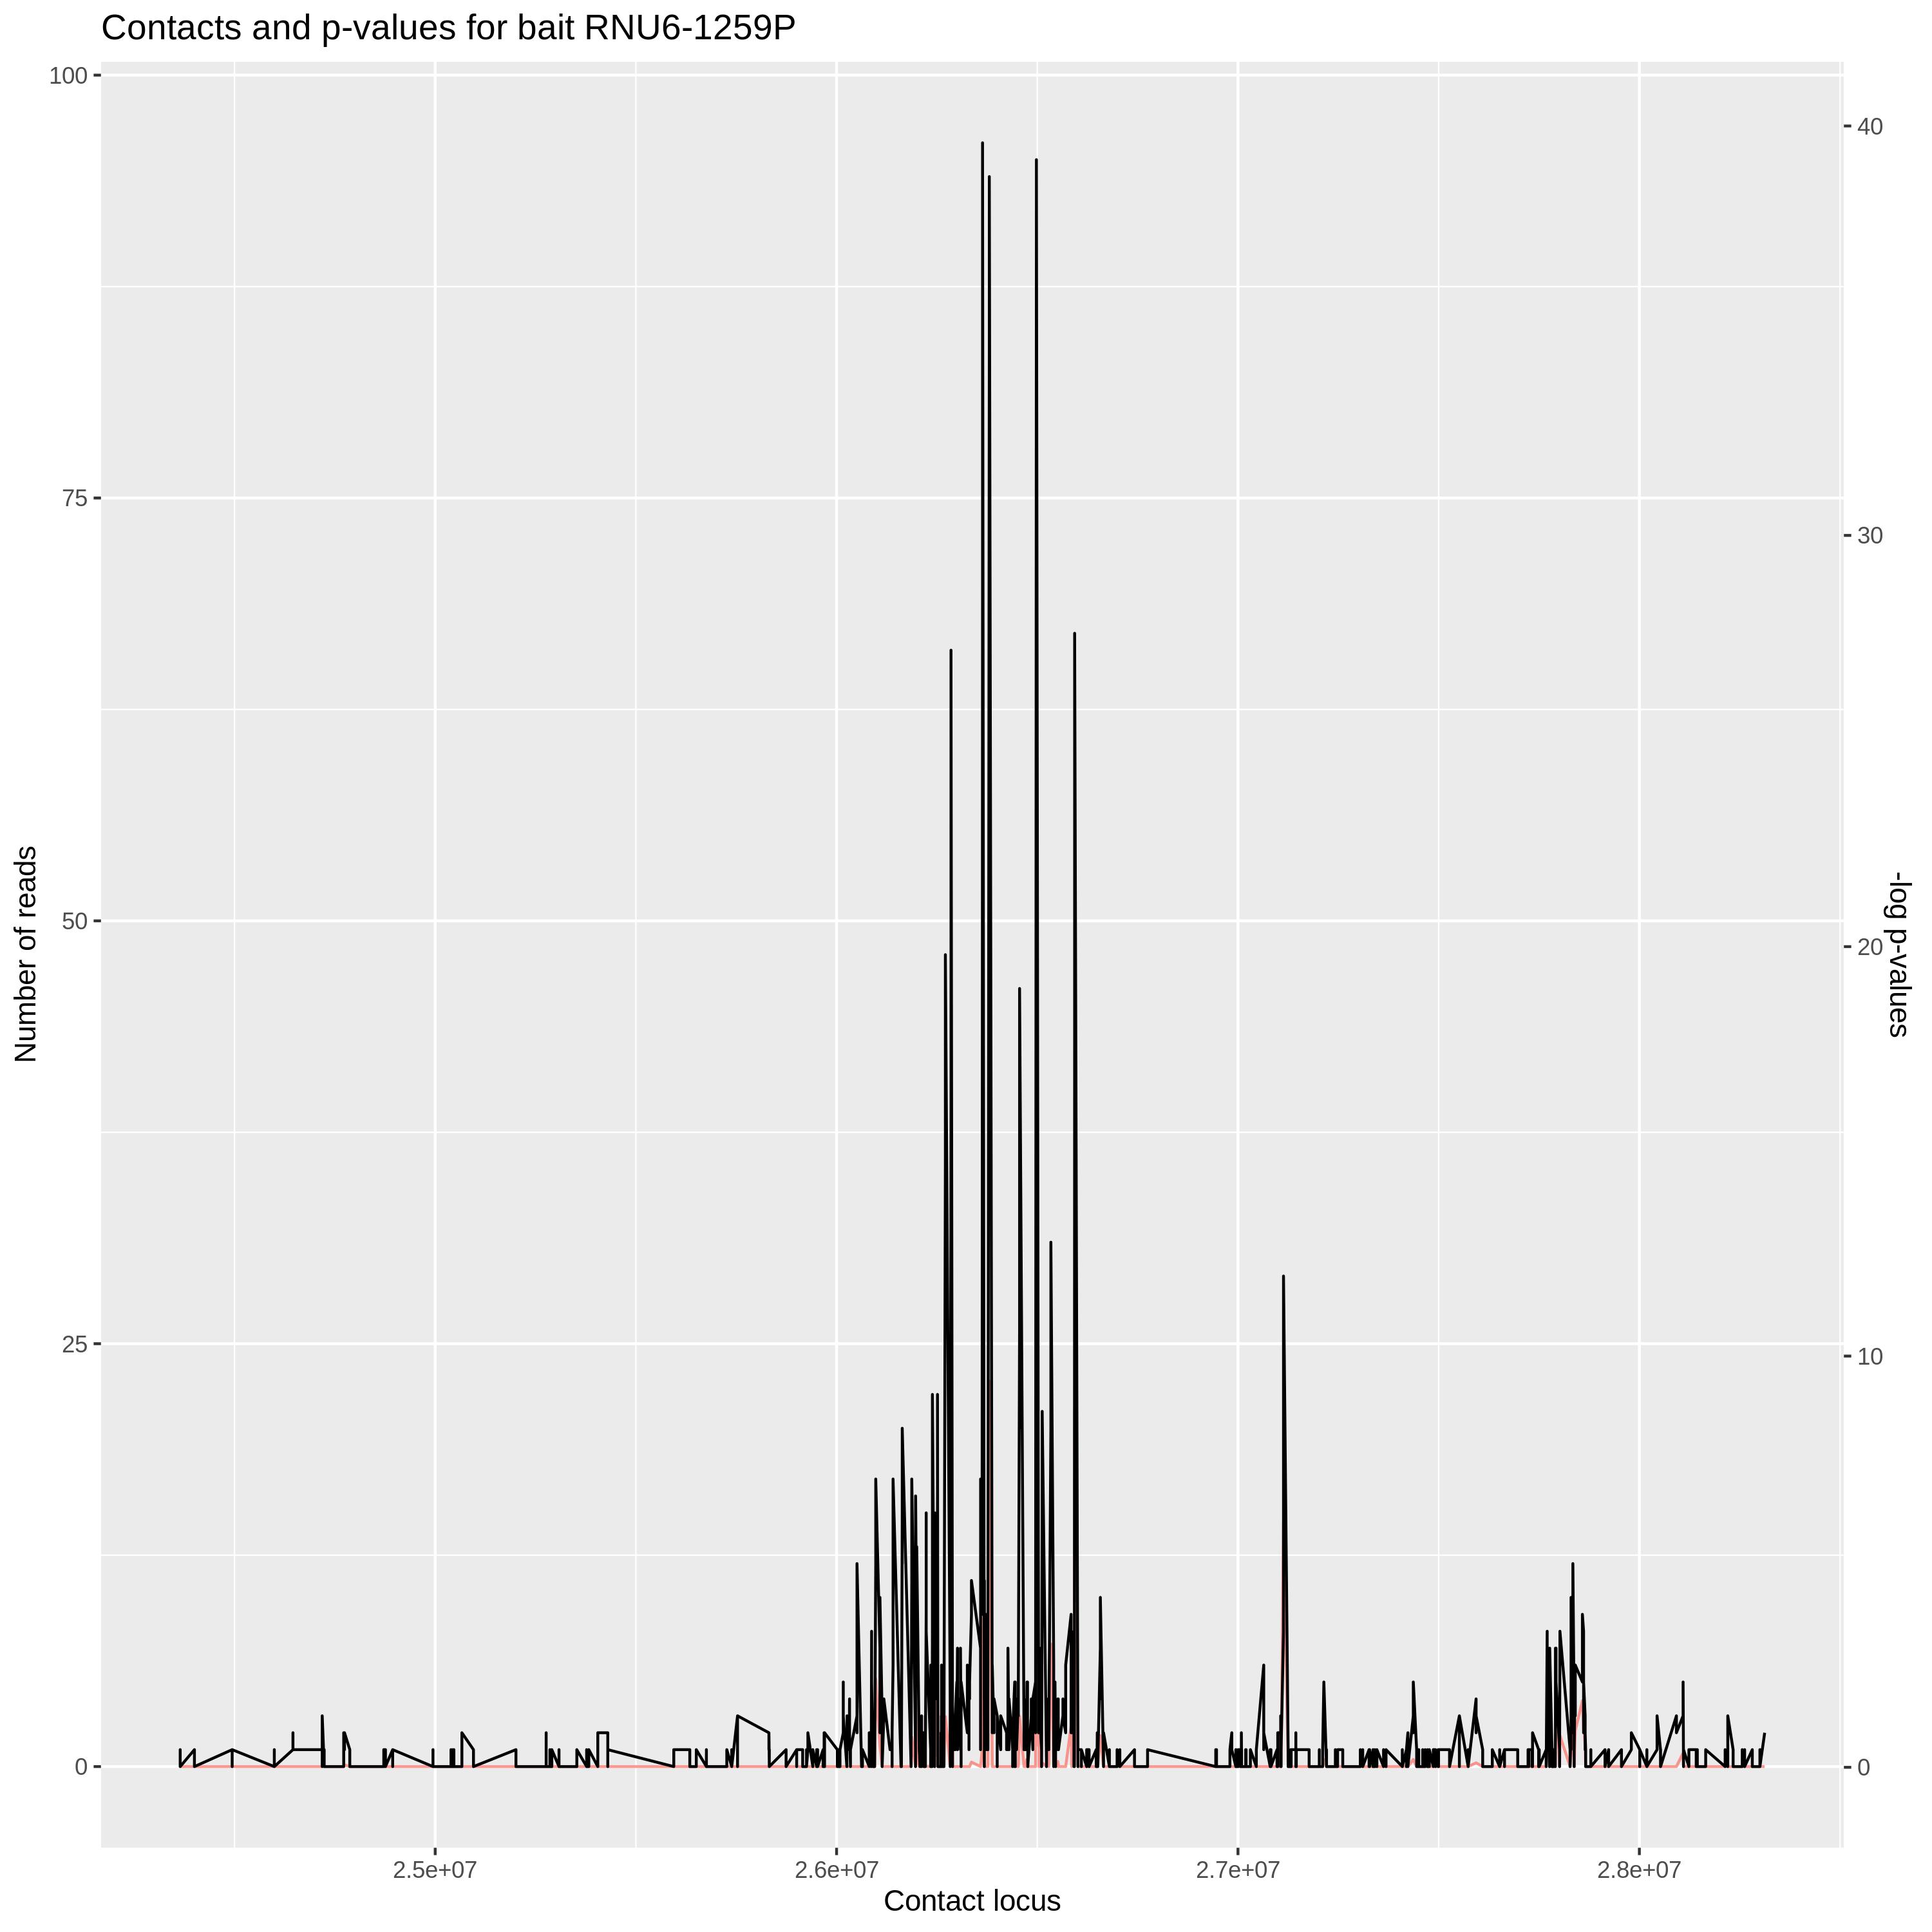 Contacts and p-values for bait RNU6-1259P
100
75
50
25
0
Number of reads
40
30
20
10
0
-log p-values
2.5e+07
2.6e+07
2.7e+07
2.8e+07
Contact locus